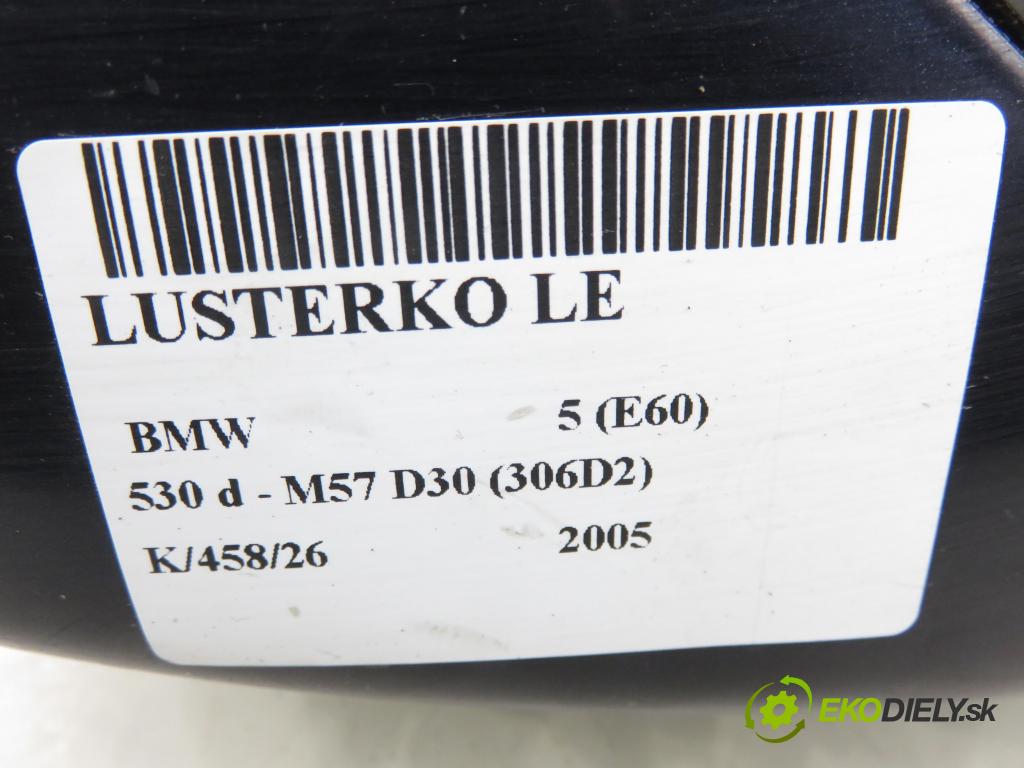 LUSTERKO LE
BMW 5 (E60)
530 d - M57 D30 (306D2)
K/458/26 2005
EKODIELY.sk